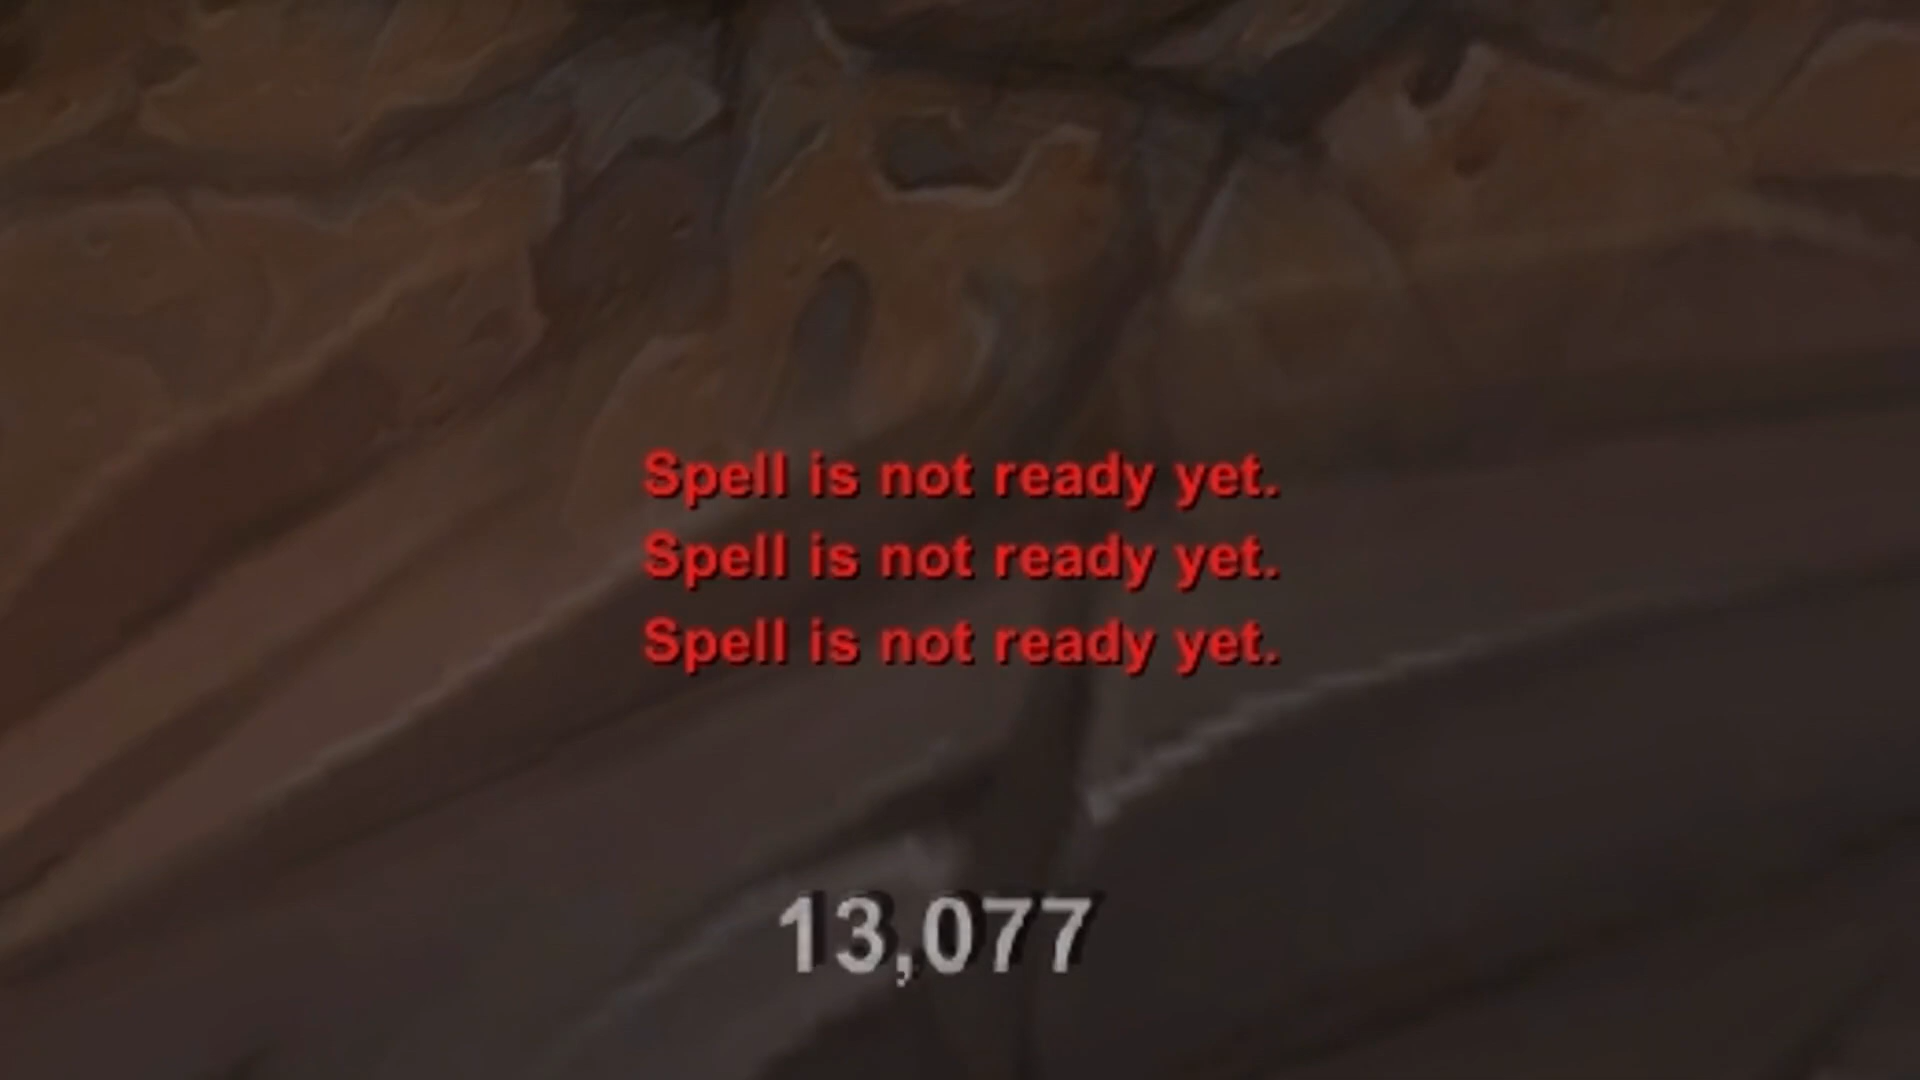 Spell is not ready yet.
Spell is not ready yet.
Spell is not ready yet.
13,077